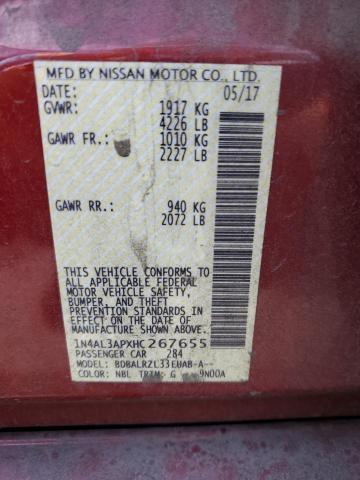 MFD BY NISSAN MOTOR CO., LTD.
DATE: 05/17
GVWR: 1917 KG
4226 LB
GAWR FR.: 1010 KG
2227 LB
GAWR RR.: 940 KG
2072 LB
THIS VEHICLE CONFORMS TO
ALL APPLICABLE FEDERAL
MOTOR VEHICLE SAFETY,
BUMPER, AND THEFT
PREVENTION STANDARDS IN
EFFECT ON THE DATE OF
MANUFACTURE SHOWN ABOVE.
1N4AL3APXHC267655
PASSENGER CAR 284
MODEL: BDBALRZL33EUAB-A--
COLOR: NBL TRIM: G 9N00A